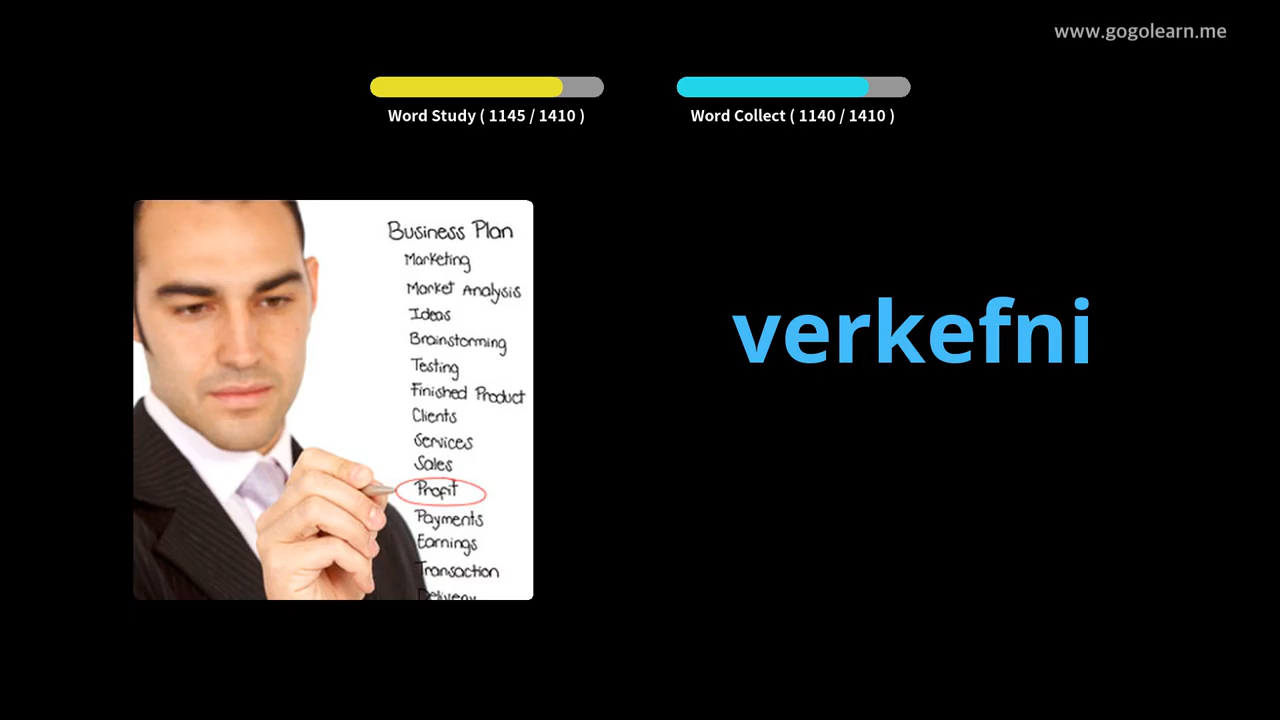 www.gogolearn.me
Word Study ( 1145 / 1410 )
Word Collect ( 1140 / 1410 )
Business Plan
Marketing
Market Analysis
Ideas
Brainstorming
Testing
Finished Product
Clients
Services
Sales
Profit
Payments
Earnings
Transaction
Delivery
verkefni